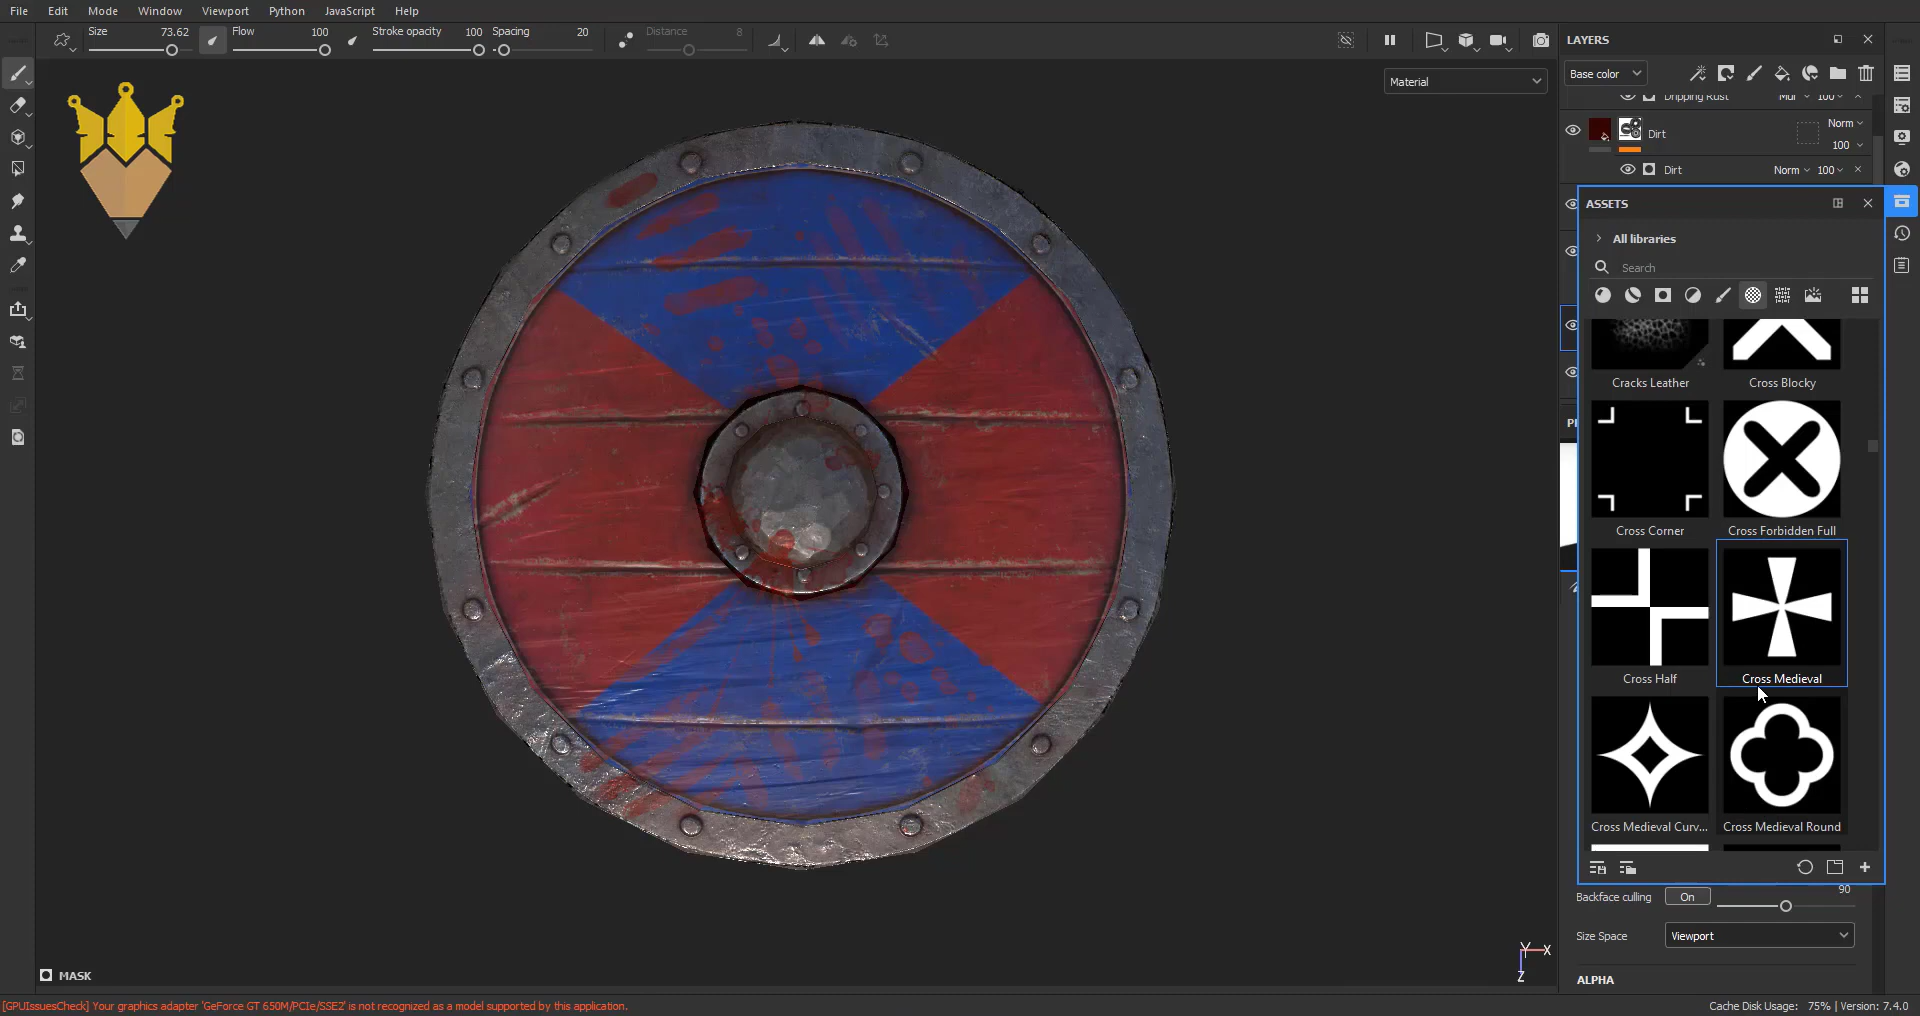 File Edit Mode Window Viewport Python JavaScript Help
Size 73.62 Flow 100 Stroke opacity 100 Spacing 20 Distance 8
LAYERS
Base color
Material
Dripping Rust Mul 100
Dirt Norm 100
Dirt Norm 100
ASSETS
All libraries
Search
Cracks Leather Cross Blocky
Cross Corner Cross Forbidden Full
Cross Half Cross Medieval
Cross Medieval Curv... Cross Medieval Round
Backface culling On 90
Size Space Viewport
ALPHA
X
Y
Z
MASK
[GPUIssuesCheck] Your graphics adapter 'GeForce GT 650M/PCIe/SSE2' is not recognized as a model supported by this application.
Cache Disk Usage: 75% | Version: 7.4.0